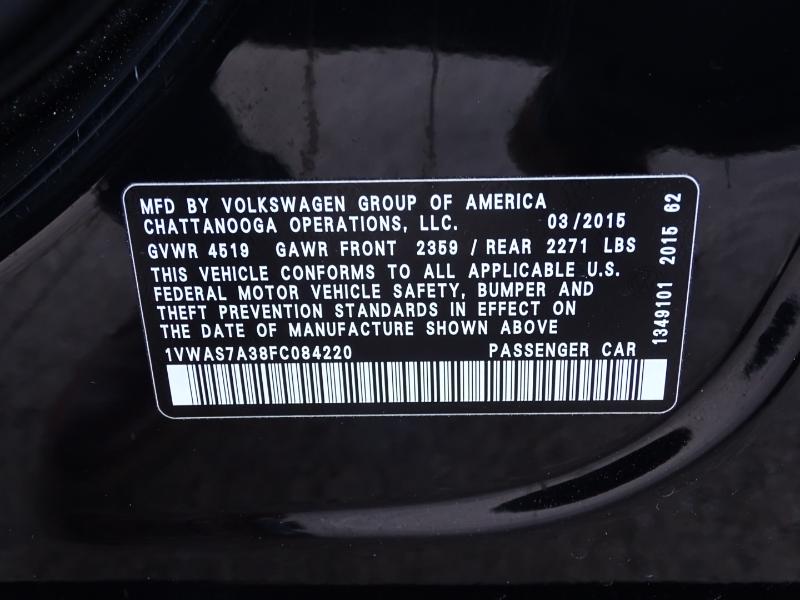 MFD BY VOLKSWAGEN GROUP OF AMERICA
CHATTANOOGA OPERATIONS, LLC. 03/2015
GVWR 4519 GAWR FRONT 2359 / REAR 2271 LBS
THIS VEHICLE CONFORMS TO ALL APPLICABLE U.S.
FEDERAL MOTOR VEHICLE SAFETY, BUMPER AND
THEFT PREVENTION STANDARDS IN EFFECT ON
THE DATE OF MANUFACTURE SHOWN ABOVE
1VWAS7A38FC084220 PASSENGER CAR
1349101 2015 62